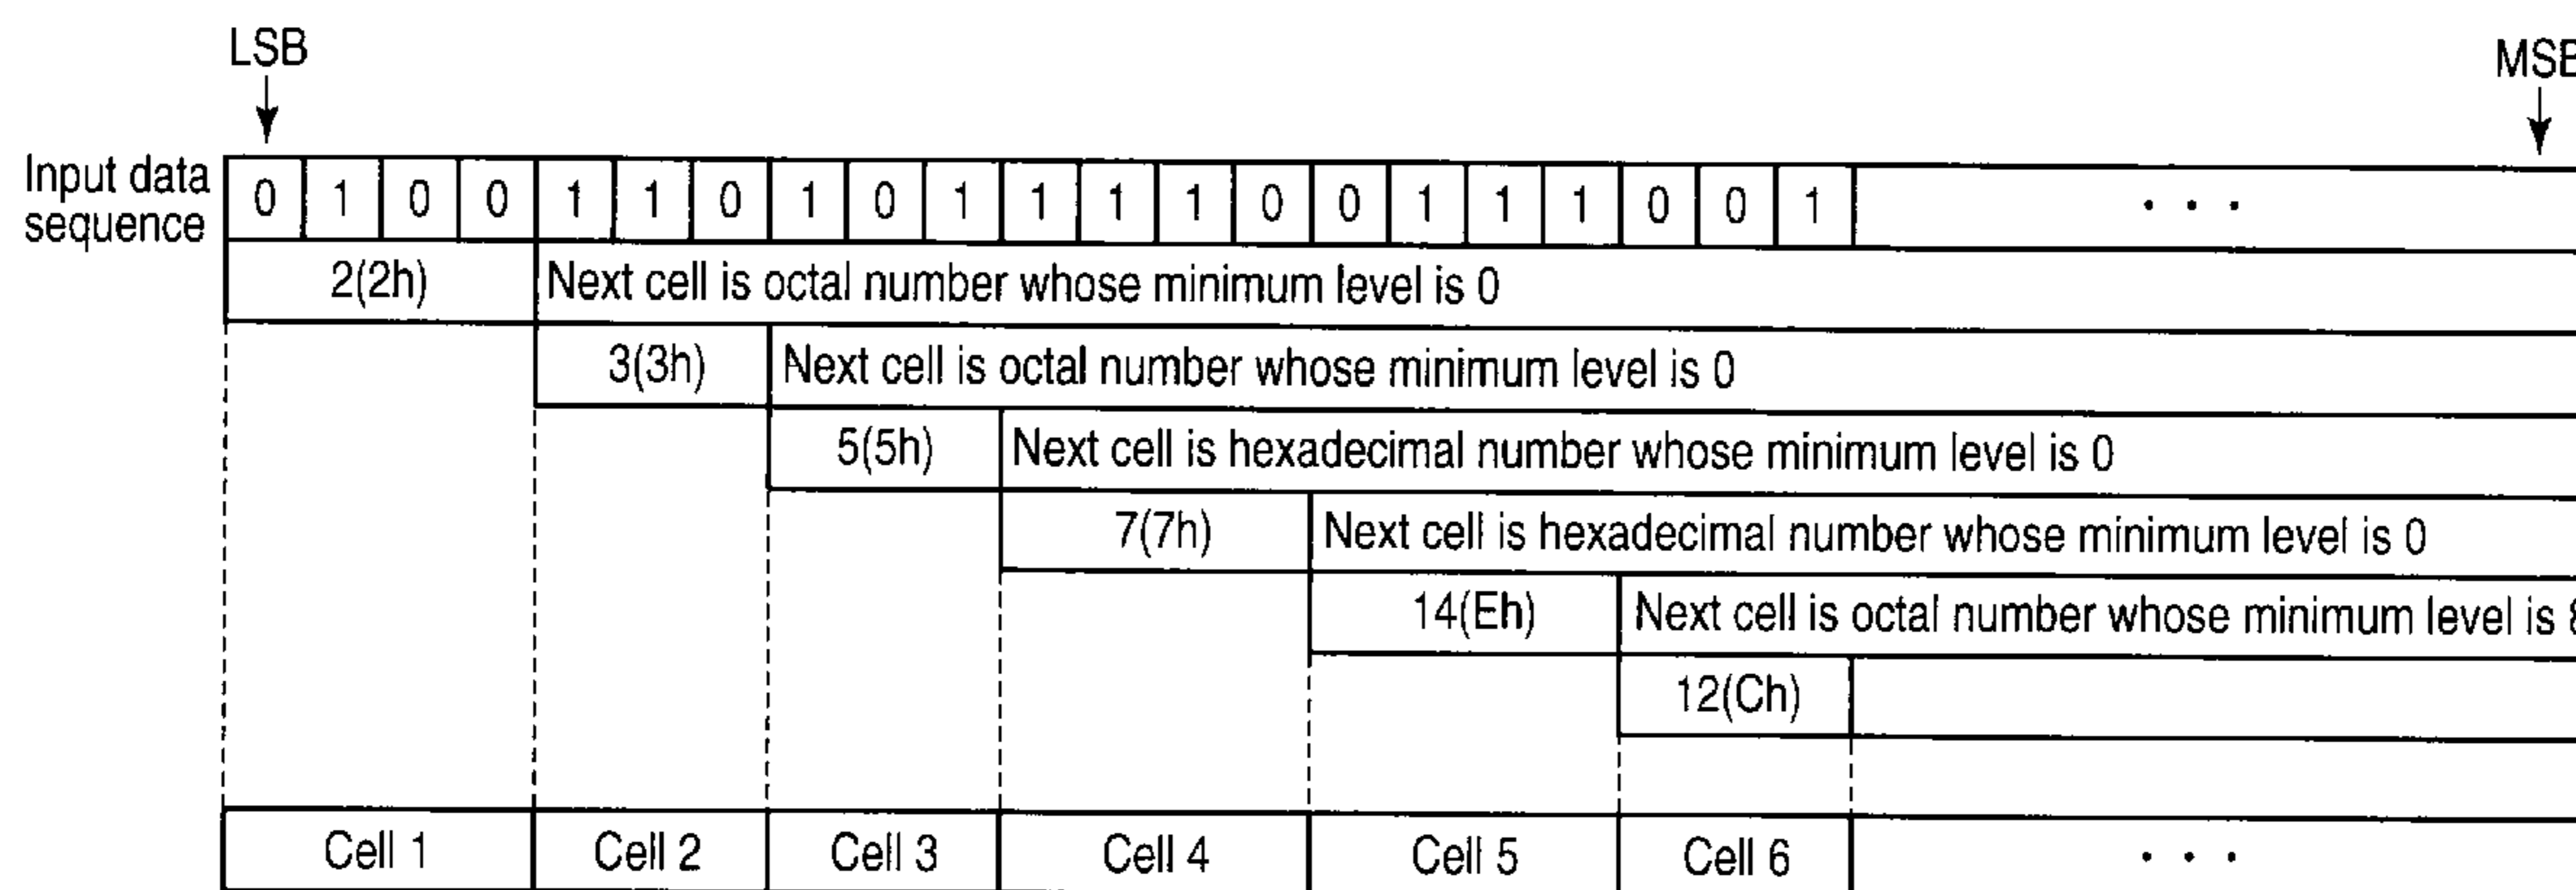 LSB
MSB
Input data
sequence
0 1 0 0 1 1 0 1 0 1 1 1 1 0 0 1 1 1 0 0 1 . . .
2(2h) Next cell is octal number whose minimum level is 0
3(3h) Next cell is octal number whose minimum level is 0
5(5h) Next cell is hexadecimal number whose minimum level is 0
7(7h) Next cell is hexadecimal number whose minimum level is 0
14(Eh) Next cell is octal number whose minimum level is
12(Ch)
Cell 1 Cell 2 Cell 3 Cell 4 Cell 5 Cell 6 . . .